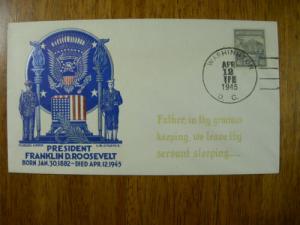 PRESIDENT
FRANKLIN D. ROOSEVELT
BORN JAN. 30, 1882 - DIED APR. 12, 1945
WASHINGTON
APR
12
1945
D. C.
Father, in thy gracious
keeping, we leave thy
servant sleeping....